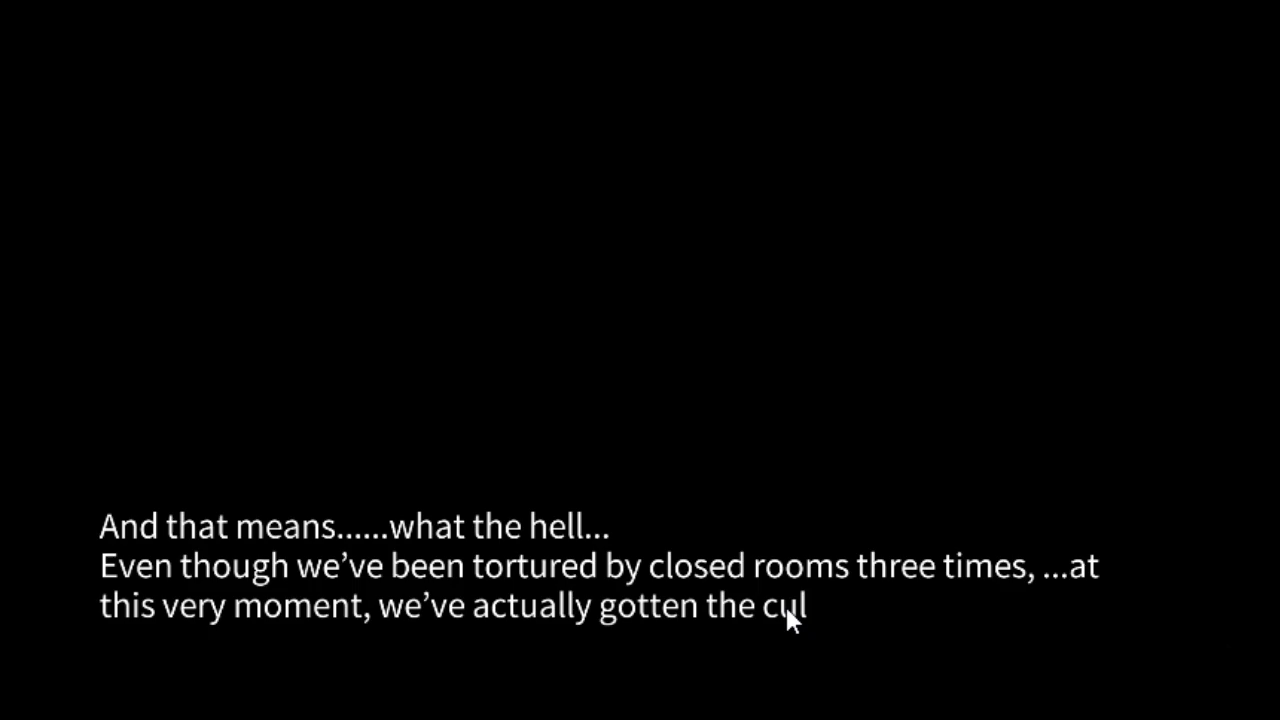 And that means......what the hell...
Even though we’ve been tortured by closed rooms three times, ...at
this very moment, we’ve actually gotten the cul